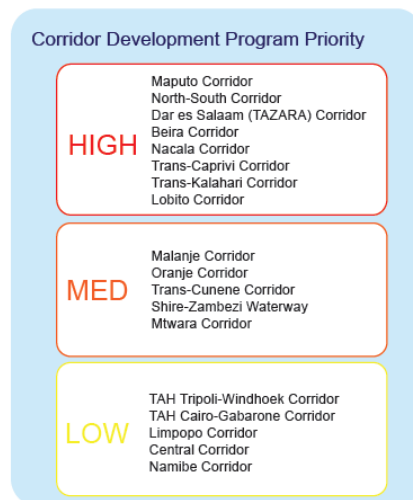 Corridor Development Program Priority
HIGH
Maputo Corridor
North-South Corridor
Dar es Salaam (TAZARA) Corridor
Beira Corridor
Nacala Corridor
Trans-Caprivi Corridor
Trans-Kalahari Corridor
Lobito Corridor
MED
Malanje Corridor
Oranje Corridor
Trans-Cunene Corridor
Shire-Zambezi Waterway
Mtwara Corridor
LOW
TAH Tripoli-Windhoek Corridor
TAH Cairo-Gabarone Corridor
Limpopo Corridor
Central Corridor
Namibe Corridor